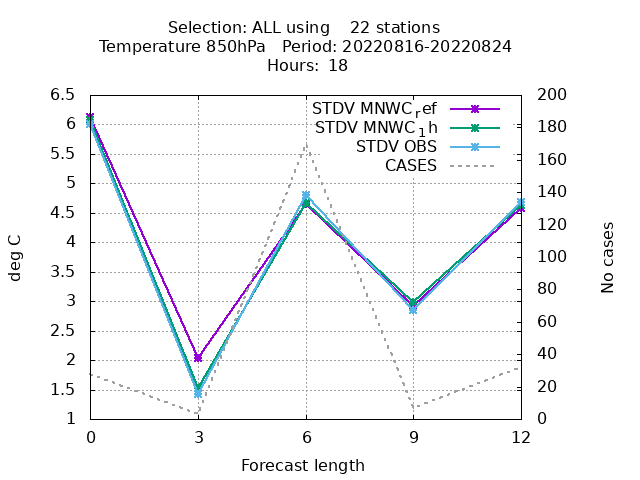 Selection: ALL using    22 stations
Temperature 850hPa   Period: 20220816-20220824
Hours:  18
6.5
6
5.5
5
4.5
4
3.5
3
2.5
2
1.5
1
deg C
STDV MNWC_ref
STDV MNWC_1h
STDV OBS
CASES
200
180
160
140
120
100
80
60
40
20
0
No cases
0 3 6 9 12
Forecast length